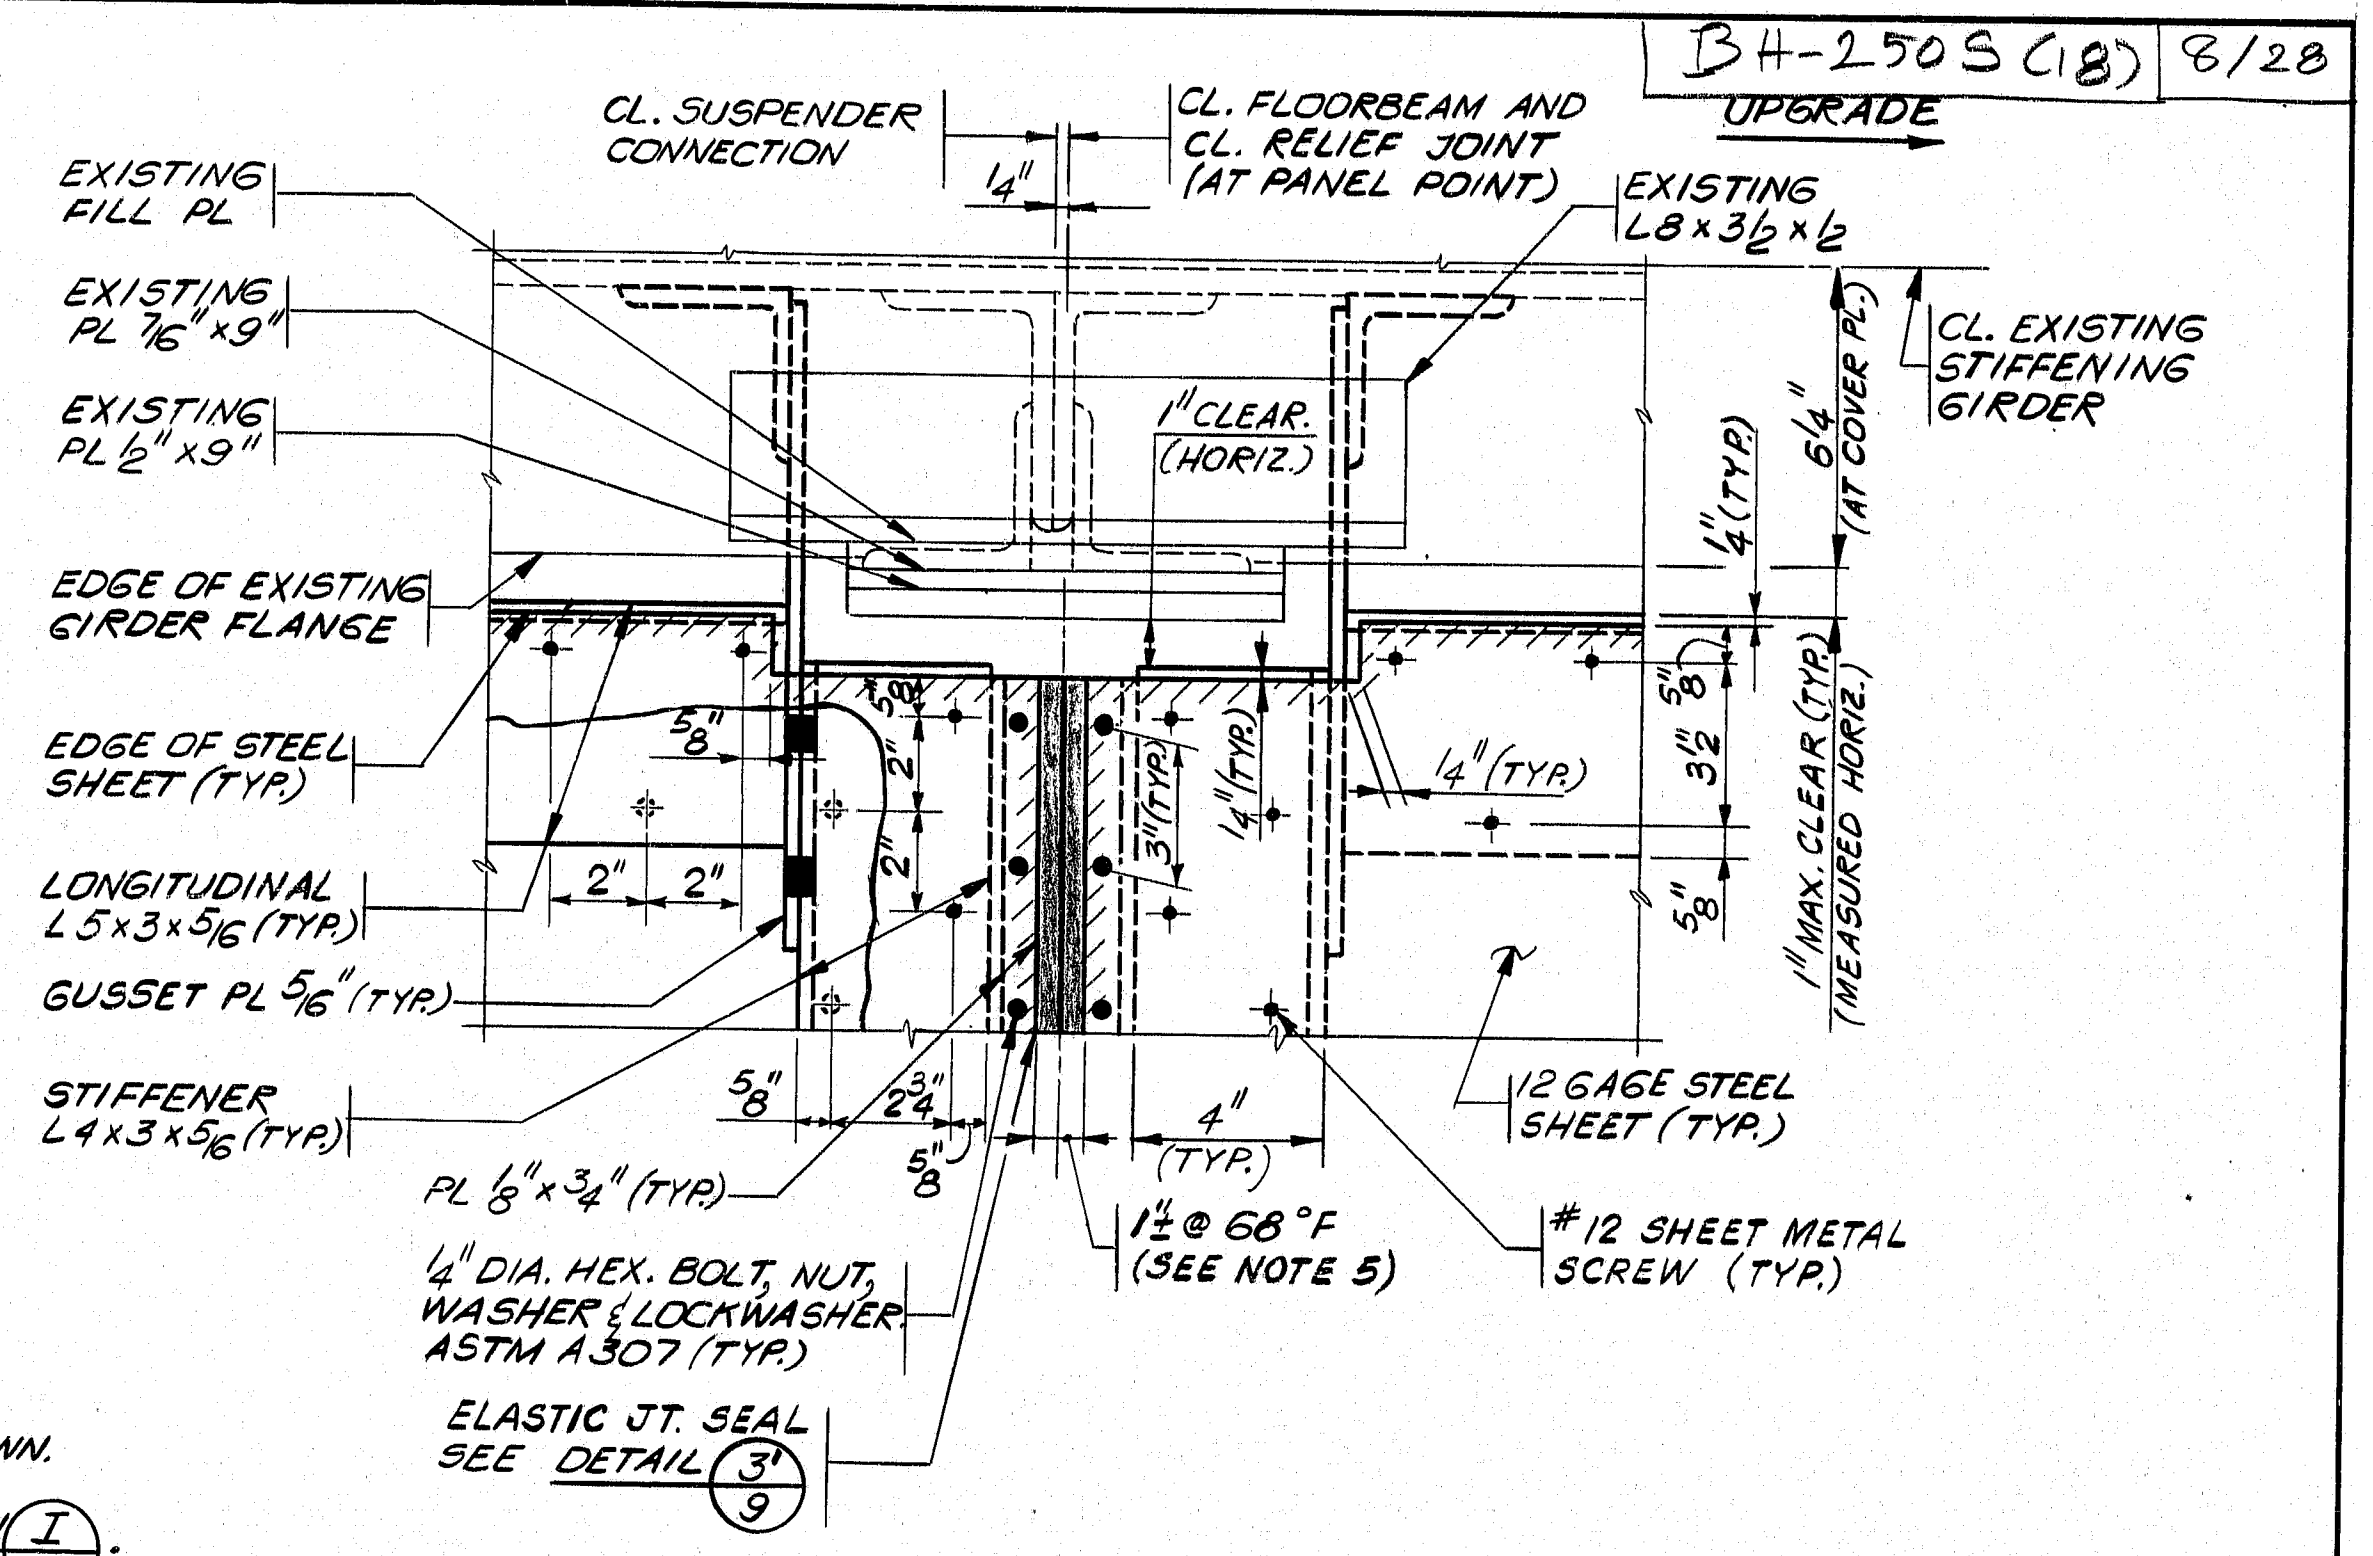 BH-250S (18) 8/28
UPGRADE
CL. SUSPENDER
CONNECTION
1/4"
CL. FLOORBEAM AND
CL. RELIEF JOINT
(AT PANEL POINT)
EXISTING
L8 x 3 1/2 x 1/2
EXISTING
FILL PL
EXISTING
PL 7/16" x 9"
EXISTING
PL 1/2" x 9"
CL. EXISTING
STIFFENING
GIRDER
1" CLEAR.
(HORIZ.)
6 1/4"
(AT COVER PL.)
1/4" (TYP.)
EDGE OF EXISTING
GIRDER FLANGE
EDGE OF STEEL
SHEET (TYP.)
5/8"
5/8"
2"
2"
3" (TYP.)
1/4" (TYP.)
1/4" (TYP.)
5/8"
3 1/2"
5/8"
1" MAX. CLEAR (TYP.)
(MEASURED HORIZ.)
2"
2"
LONGITUDINAL
L 5 x 3 x 5/16 (TYP.)
GUSSET PL 5/16" (TYP.)
STIFFENER
L 4 x 3 x 5/16 (TYP.)
5/8"
2 3/4"
5/8"
4"
(TYP.)
12 GAGE STEEL
SHEET (TYP.)
PL 1/8" x 3/4" (TYP.)
1"± @ 68°F
(SEE NOTE 5)
#12 SHEET METAL
SCREW (TYP.)
1/4" DIA. HEX. BOLT, NUT,
WASHER & LOCKWASHER.
ASTM A307 (TYP.)
ELASTIC JT. SEAL
SEE DETAIL 3'
9
WN.
I